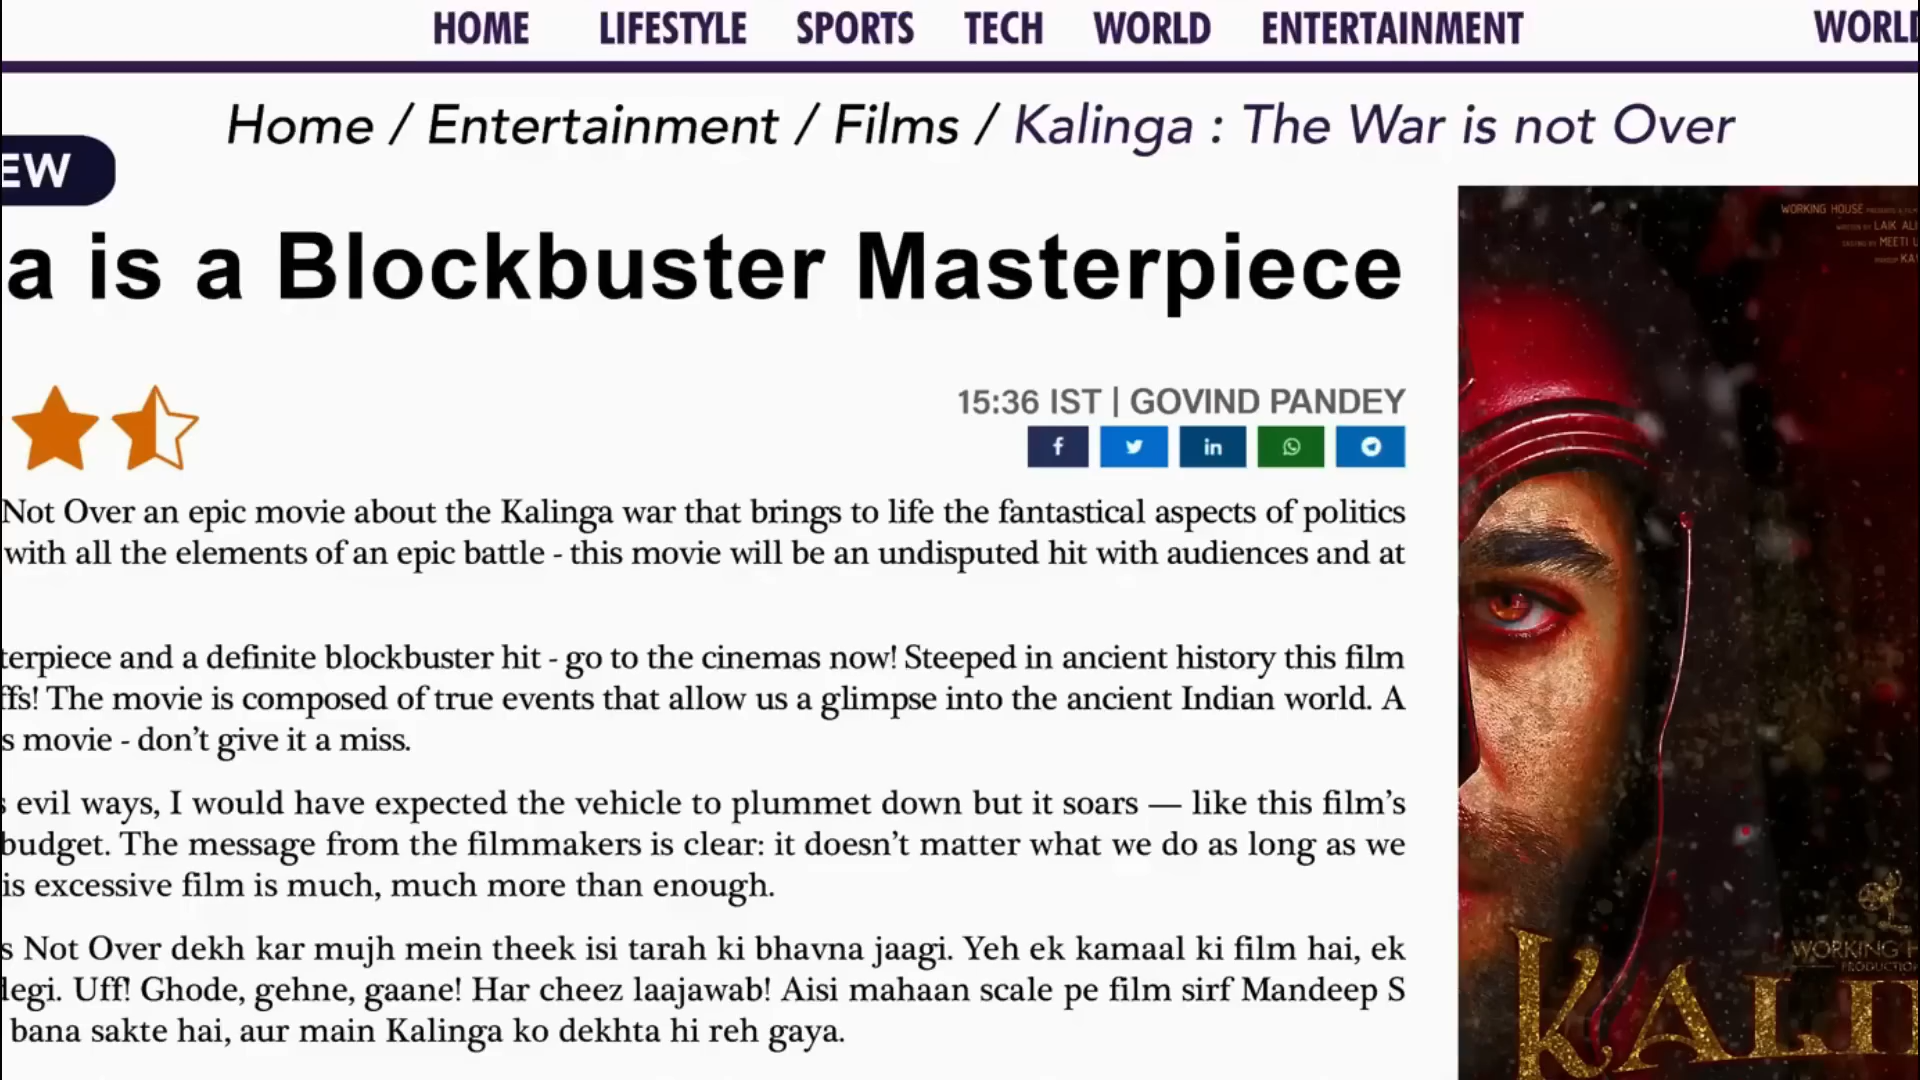 HOME LIFESTYLE SPORTS TECH WORLD ENTERTAINMENT WORLD
Home / Entertainment / Films / Kalinga : The War is not Over
EW
a is a Blockbuster Masterpiece
WORKING HOUSE
LAIK ALI
MEETI U
15:36 IST | GOVIND PANDEY
Not Over an epic movie about the Kalinga war that brings to life the fantastical aspects of politics
with all the elements of an epic battle - this movie will be an undisputed hit with audiences and at
terpiece and a definite blockbuster hit - go to the cinemas now! Steeped in ancient history this film
ffs! The movie is composed of true events that allow us a glimpse into the ancient Indian world. A
s movie - don't give it a miss.
s evil ways, I would have expected the vehicle to plummet down but it soars — like this film's
budget. The message from the filmmakers is clear: it doesn't matter what we do as long as we
is excessive film is much, much more than enough.
s Not Over dekh kar mujh mein theek isi tarah ki bhavna jaagi. Yeh ek kamaal ki film hai, ek
degi. Uff! Ghode, gehne, gaane! Har cheez laajawab! Aisi mahaan scale pe film sirf Mandeep S
bana sakte hai, aur main Kalinga ko dekhta hi reh gaya.
WORKING H
PRODUCTIO
KALI